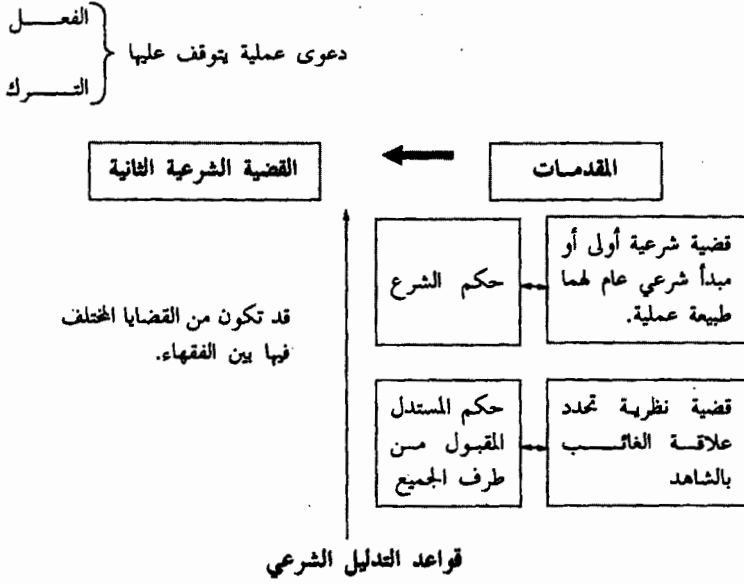 الفعل
دعوى عملية يتوقف عليها
الترك
المقدمات
القضية الشرعية الثانية
قضية شرعية أولى أو
مبدأ شرعي عام لهما
طبيعة عملية.
حكم الشرع
قد تكون من القضايا المختلف
فيها بين الفقهاء.
قضية نظرية تحدد
علاقة الغائب
بالشاهد
حكم المستدل
المقبول من
طرف الجميع
قواعد التدليل الشرعي